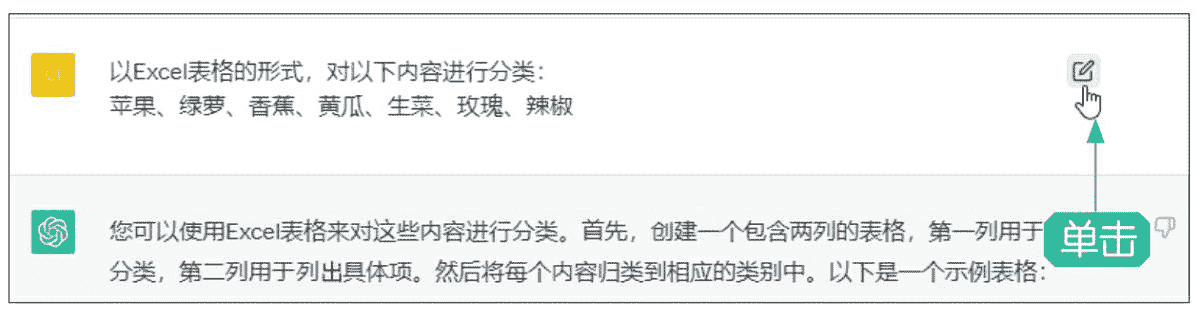 以Excel表格的形式，对以下内容进行分类：
苹果、绿萝、香蕉、黄瓜、生菜、玫瑰、辣椒
您可以使用Excel表格来对这些内容进行分类。首先，创建一个包含两列的表格，第一列用于
单击
分类，第二列用于列出具体项。然后将每个内容归类到相应的类别中。以下是一个示例表格：